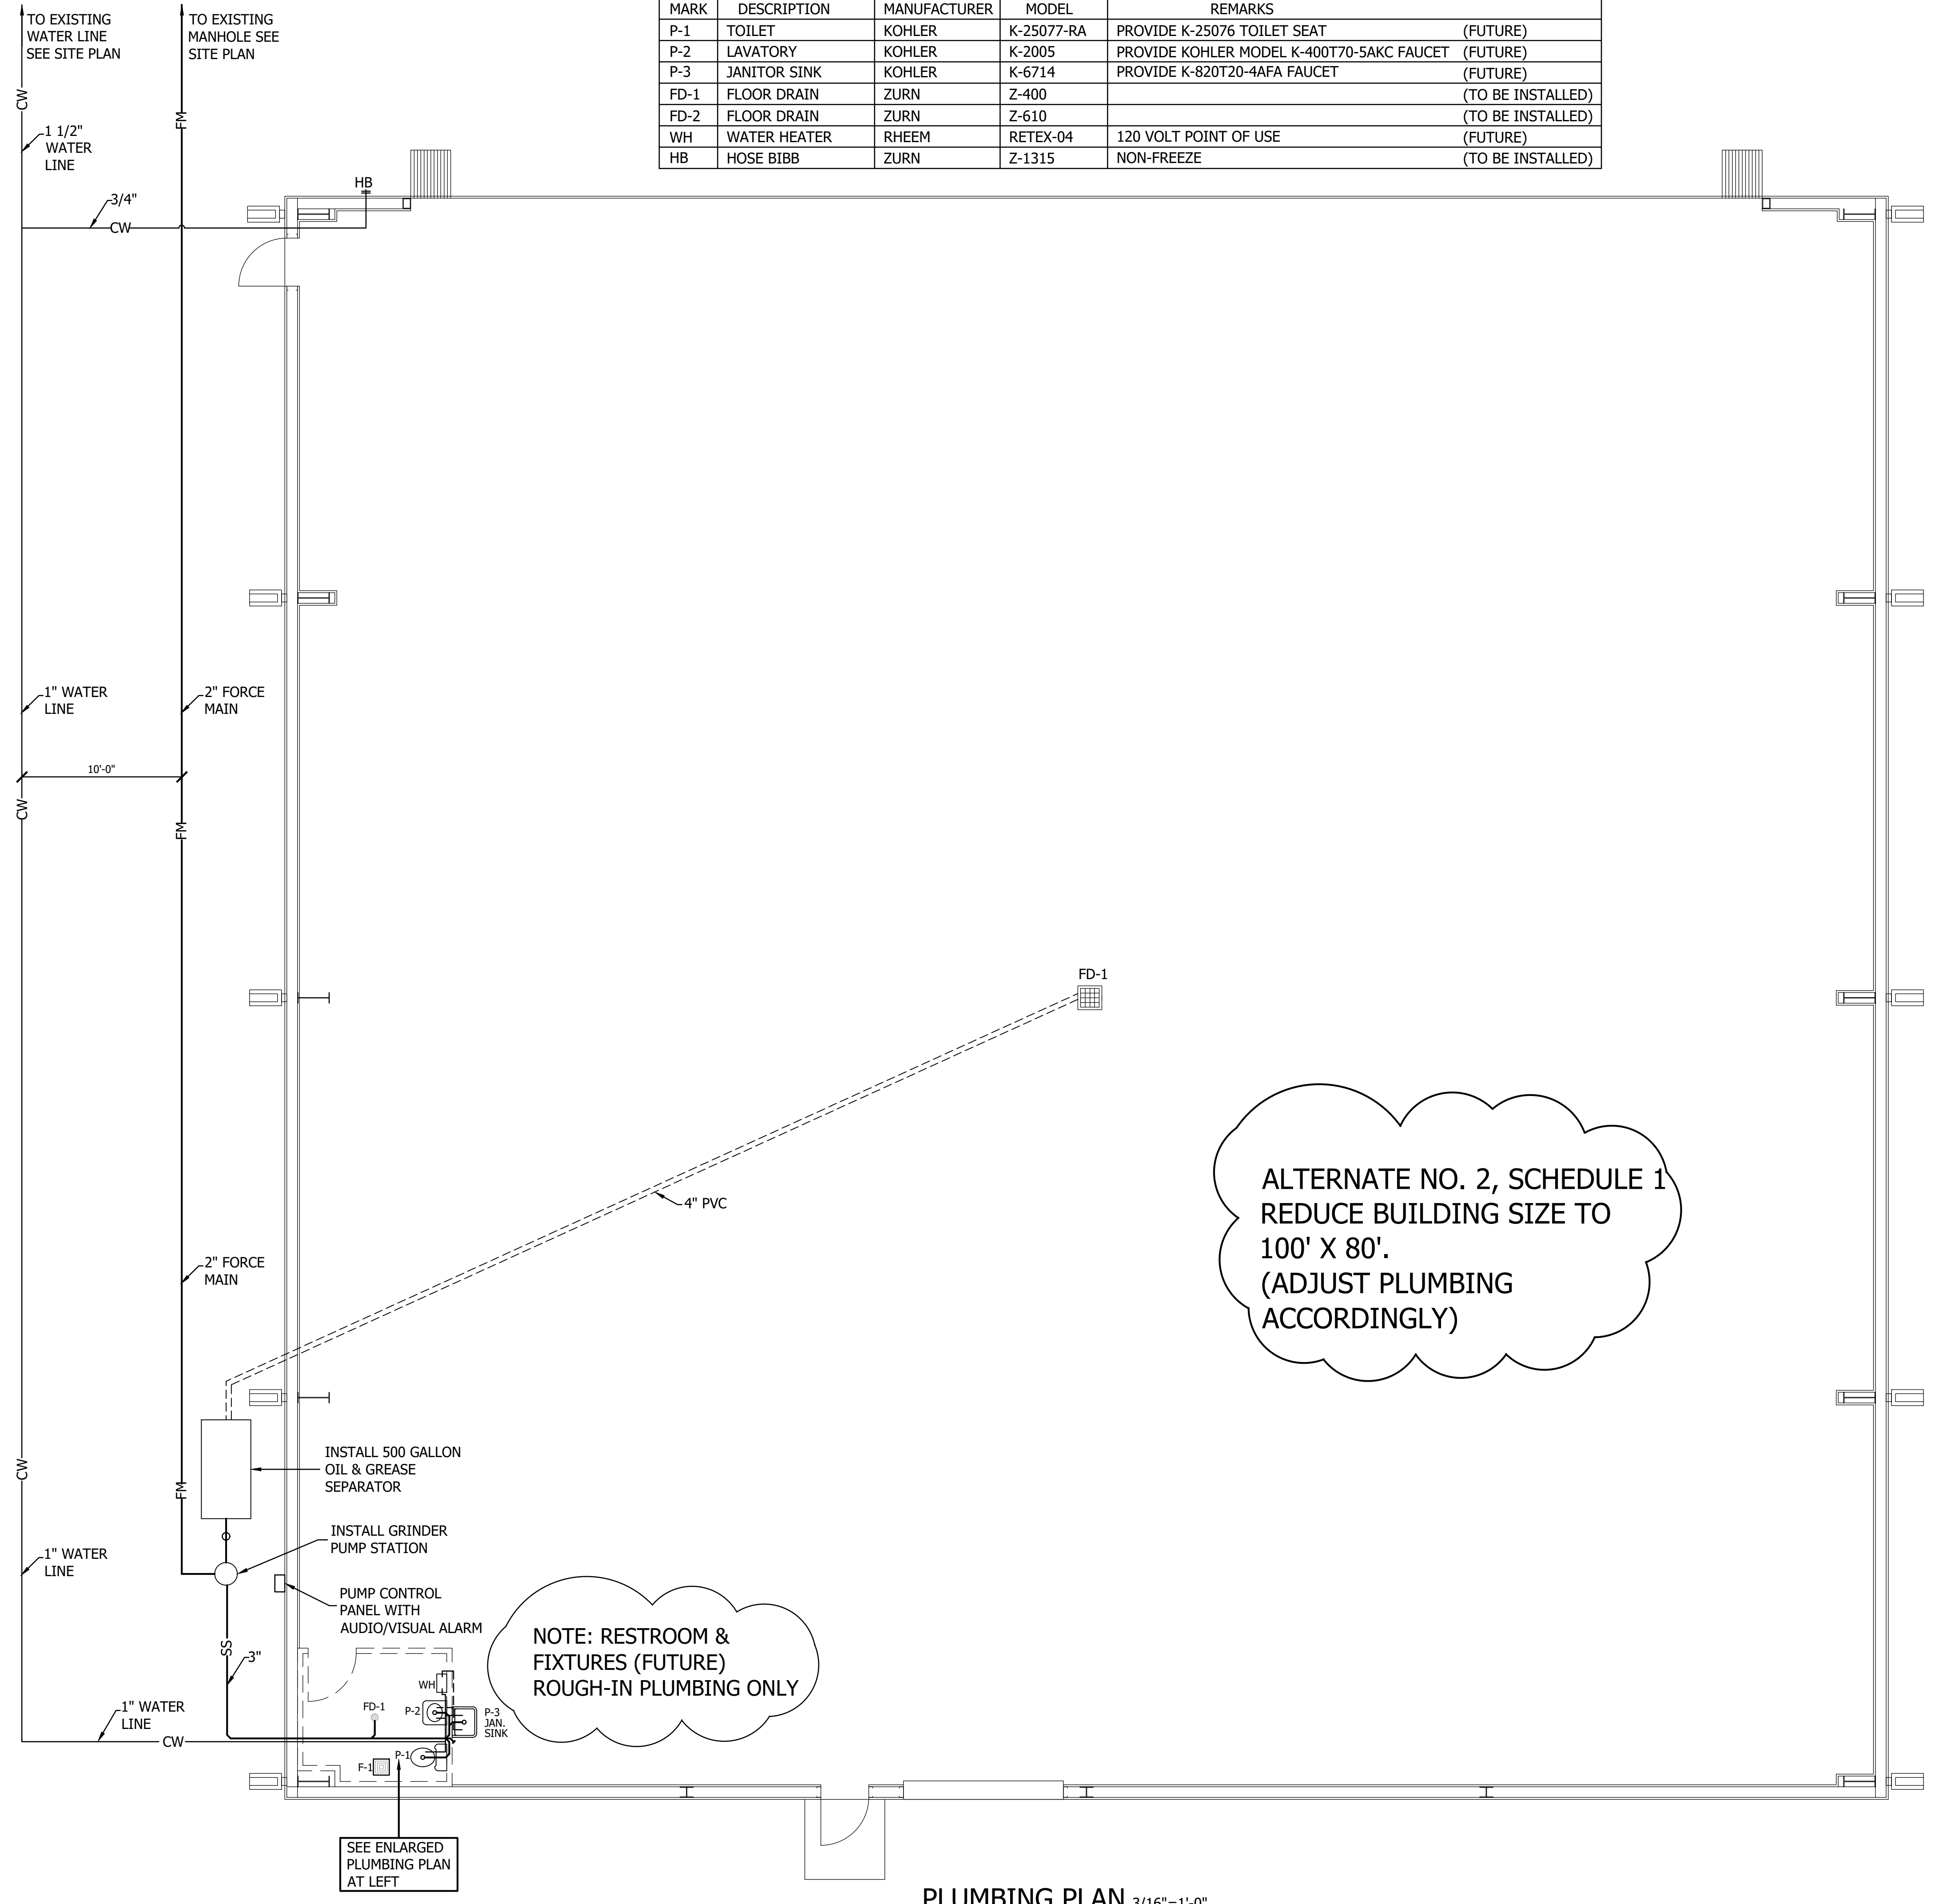 TO EXISTING
WATER LINE
SEE SITE PLAN
TO EXISTING
MANHOLE SEE
SITE PLAN
MARK DESCRIPTION MANUFACTURER MODEL REMARKS
P-1 TOILET KOHLER K-25077-RA PROVIDE K-25076 TOILET SEAT (FUTURE)
P-2 LAVATORY KOHLER K-2005 PROVIDE KOHLER MODEL K-400T70-5AKC FAUCET (FUTURE)
P-3 JANITOR SINK KOHLER K-6714 PROVIDE K-820T20-4AFA FAUCET (FUTURE)
FD-1 FLOOR DRAIN ZURN Z-400 (TO BE INSTALLED)
FD-2 FLOOR DRAIN ZURN Z-610 (TO BE INSTALLED)
WH WATER HEATER RHEEM RETEX-04 120 VOLT POINT OF USE (FUTURE)
HB HOSE BIBB ZURN Z-1315 NON-FREEZE (TO BE INSTALLED)
CW
FM
1 1/2"
WATER
LINE
HB
3/4"
CW
1" WATER
LINE
2" FORCE
MAIN
10'-0"
CW
FM
FD-1
4" PVC
ALTERNATE NO. 2, SCHEDULE 1
REDUCE BUILDING SIZE TO
100' X 80'.
(ADJUST PLUMBING
ACCORDINGLY)
2" FORCE
MAIN
CW
FM
INSTALL 500 GALLON
OIL & GREASE
SEPARATOR
INSTALL GRINDER
PUMP STATION
1" WATER
LINE
PUMP CONTROL
PANEL WITH
AUDIO/VISUAL ALARM
NOTE: RESTROOM &
FIXTURES (FUTURE)
ROUGH-IN PLUMBING ONLY
SS
3"
WH
FD-1
P-2
P-3
JAN.
SINK
1" WATER
LINE
CW
P-1
F-1
SEE ENLARGED
PLUMBING PLAN
AT LEFT
PLUMBING PLAN 3/16"=1'-0"